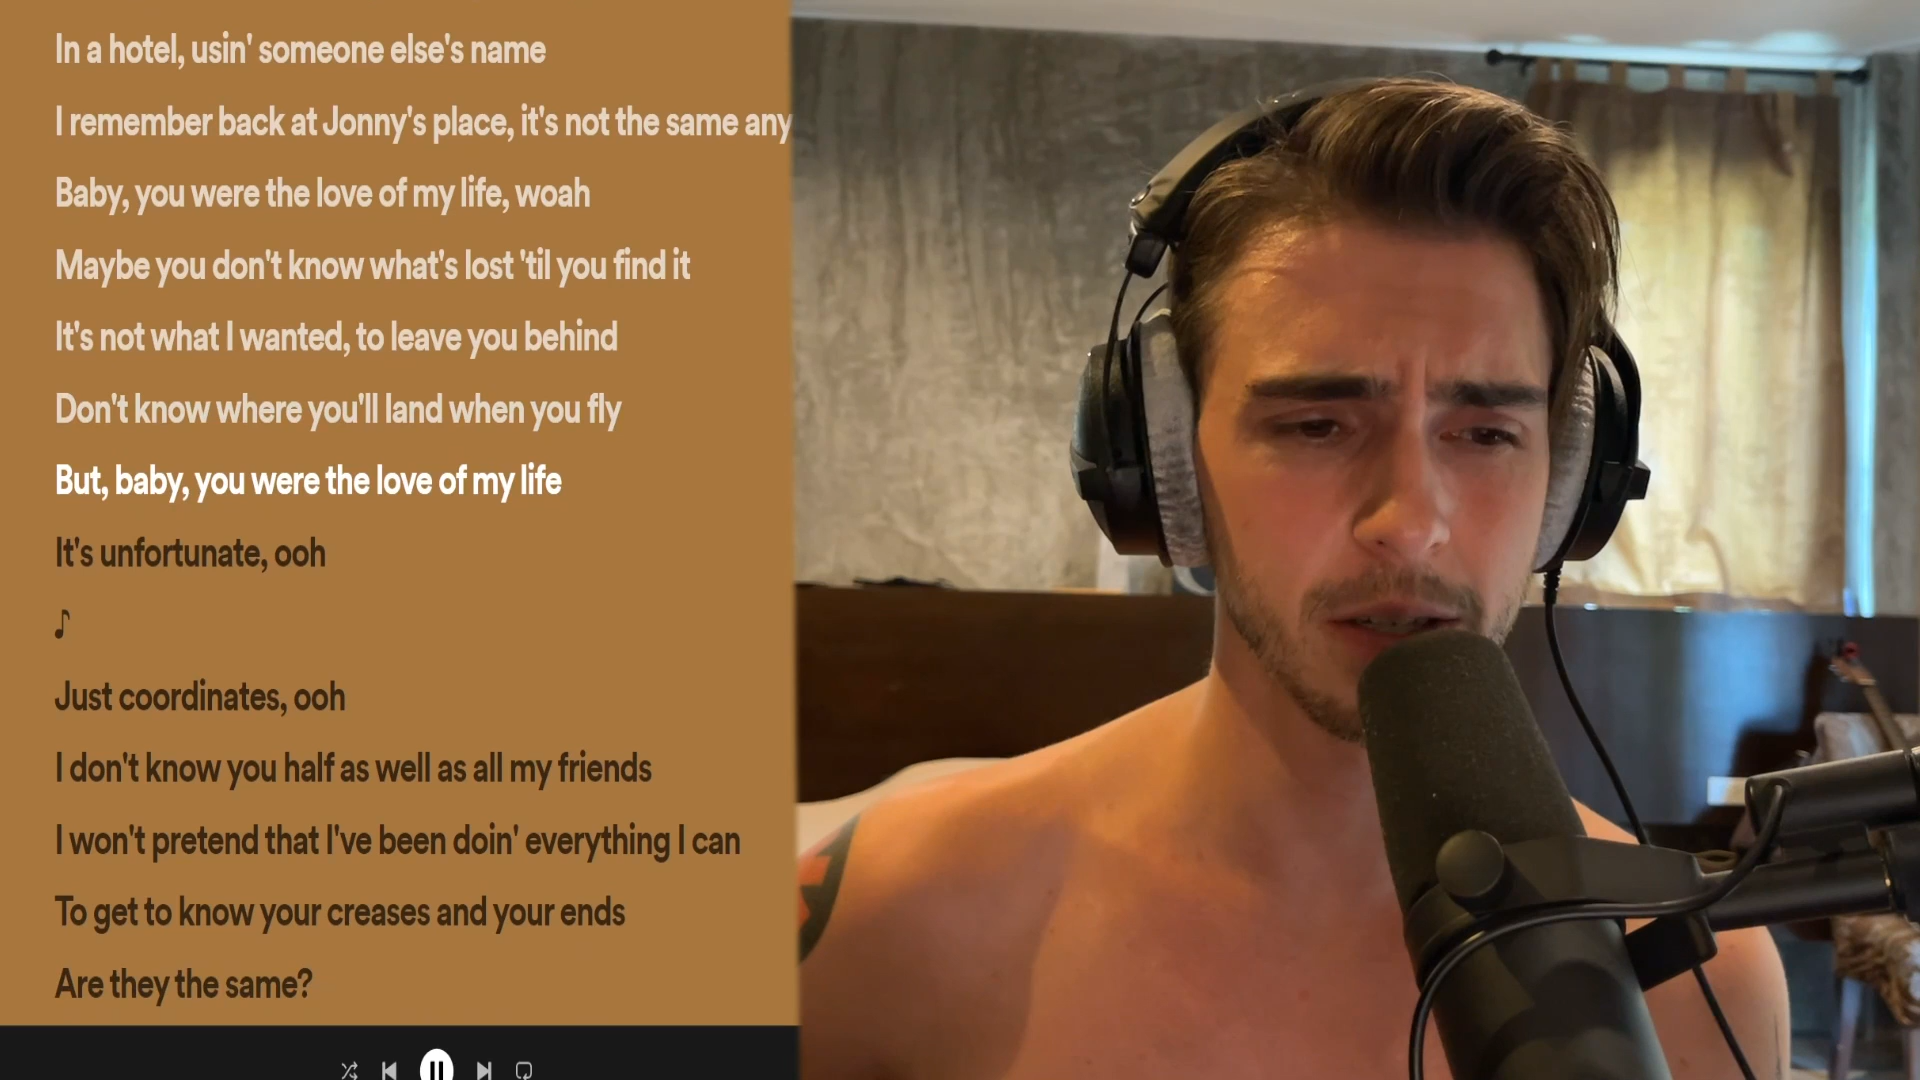 In a hotel, usin' someone else's name
I remember back at Jonny's place, it's not the same any
Baby, you were the love of my life, woah
Maybe you don't know what's lost 'til you find it
It's not what I wanted, to leave you behind
Don't know where you'll land when you fly
But, baby, you were the love of my life
It's unfortunate, ooh
♪
Just coordinates, ooh
I don't know you half as well as all my friends
I won't pretend that I've been doin' everything I can
To get to know your creases and your ends
Are they the same?